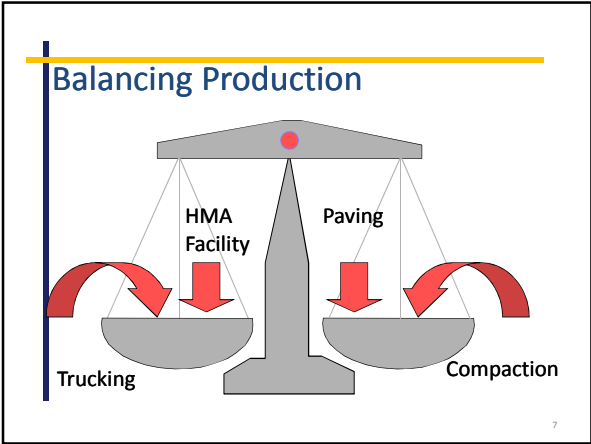 Balancing Production
HMA
Facility
Paving
Trucking
Compaction
7